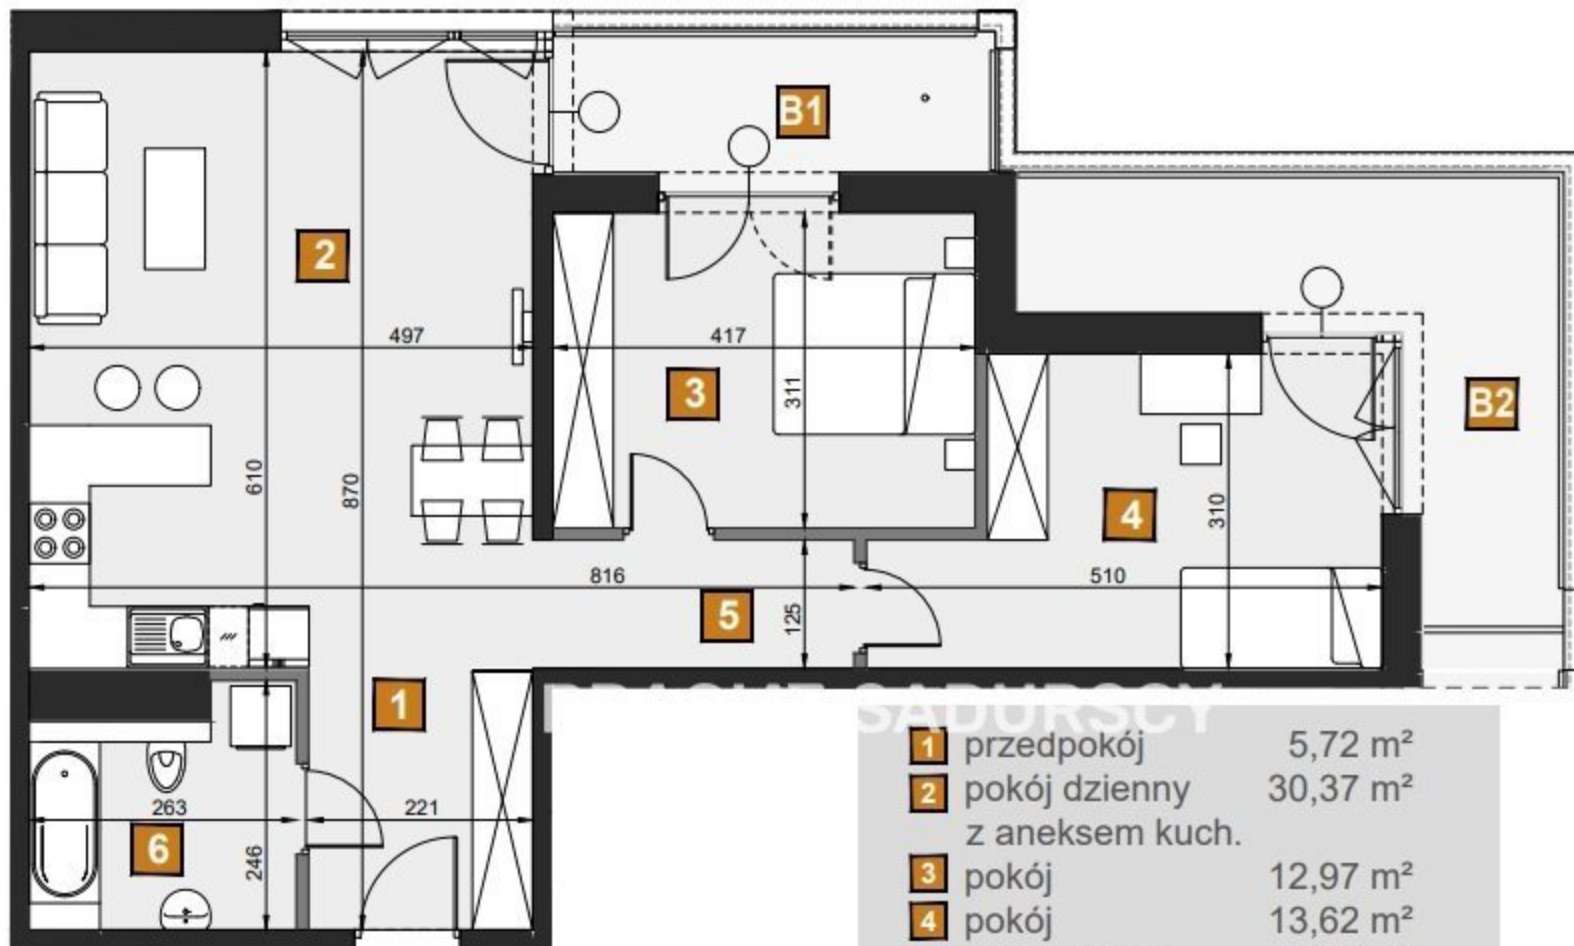 B1
2
497
417
3
311
B2
610
870
4
310
816
510
5
125
1
SADURSCY
263
221
6
246
1 przedpokój 5,72 m²
2 pokój dzienny 30,37 m²
z aneksem kuch.
3 pokój 12,97 m²
4 pokój 13,62 m²